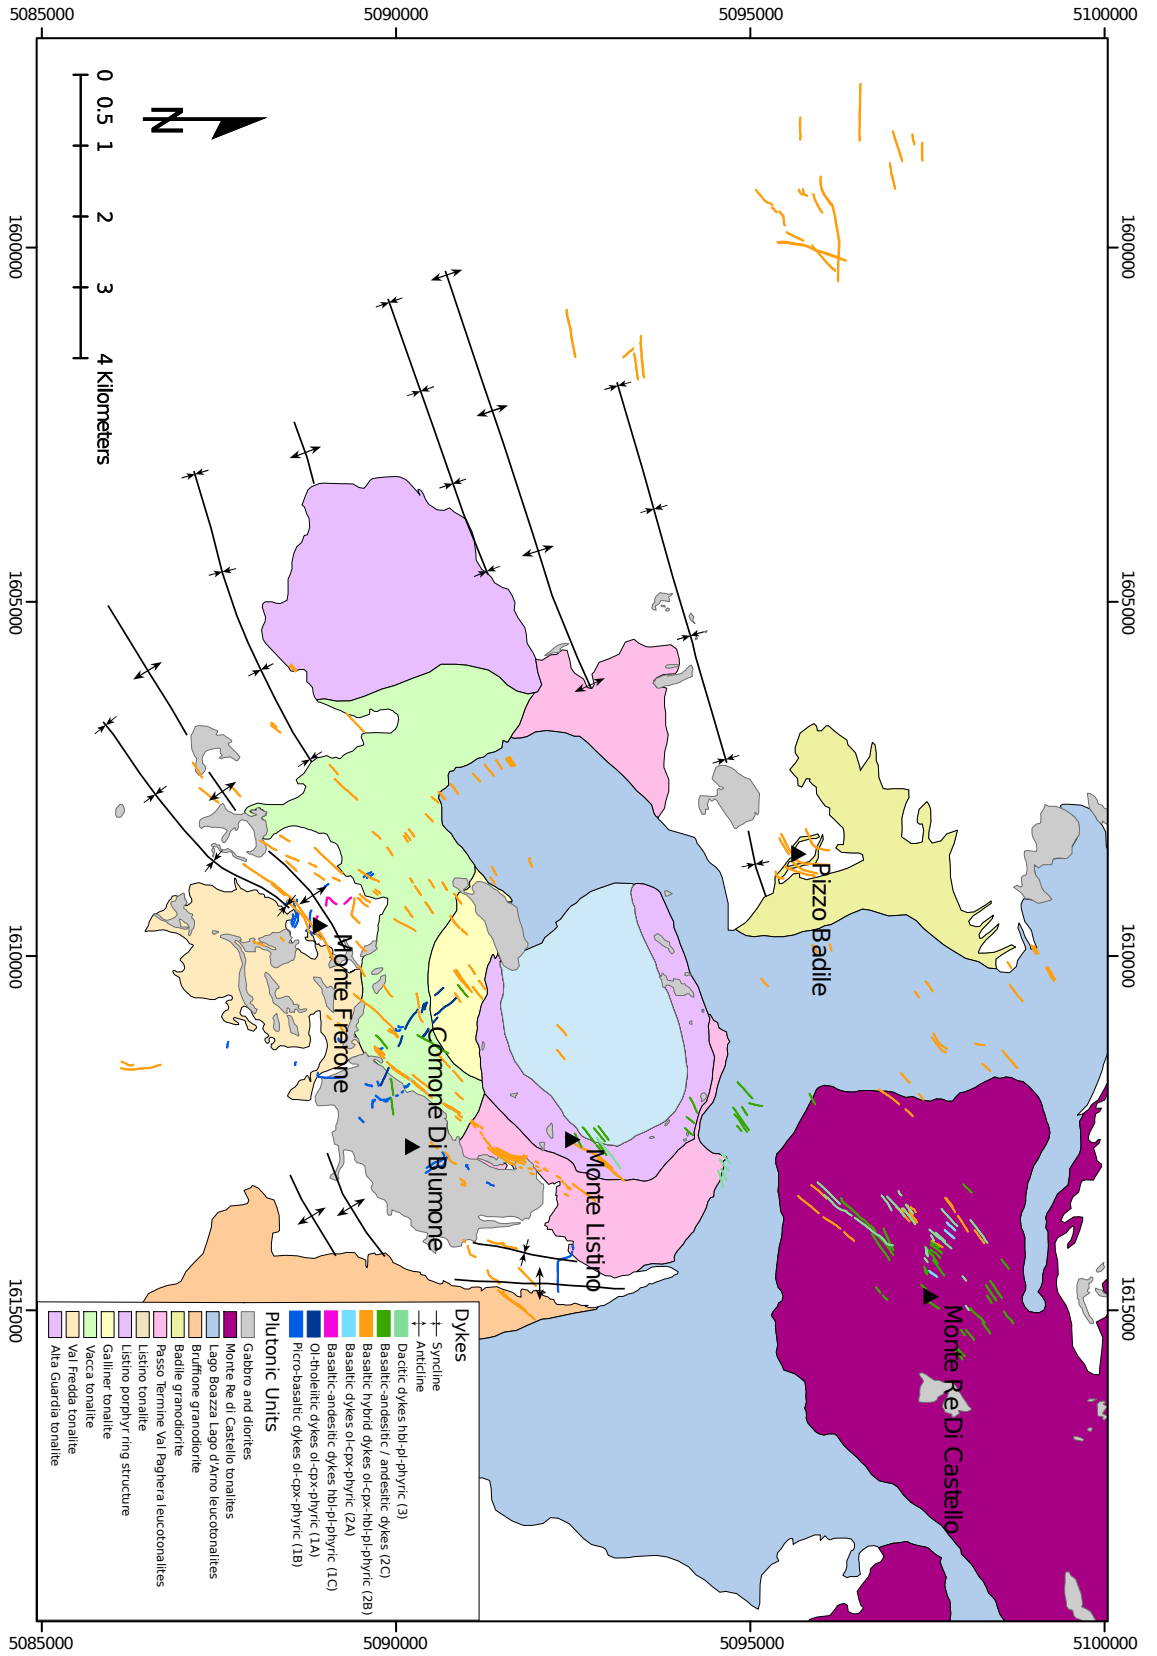 5085000
5090000
5095000
5100000
0 0.5 1 2 3 4 Kilometers
N
1600000
1600000
1605000
1605000
1610000
1610000
1615000
1615000
Pizzo Badile
Monte Frerone
Cornone Di Blumone
Monte Listino
Monte Re Di Castello
Dykes
Syncline
Anticline
Dacitic dykes hbl-pl-phyric (3)
Basaltic-andesitic / andesitic dykes (2C)
Basaltic hybrid dykes ol-cpx-hbl-pl-phyric (2B)
Basaltic dykes ol-cpx-phyric (2A)
Basaltic-andesitic dykes hbl-pl-phyric (1C)
Ol-tholeiitic dykes ol-cpx-phyric (1A)
Picro-basaltic dykes ol-cpx-phyric (1B)
Plutonic Units
Gabbro and diorites
Monte Re di Castello tonalites
Lago Boazza Lago d'Arno leucotonalites
Bruffione granodiorite
Badile granodiorite
Passo Termine Val Paghera leucotonalites
Listino tonalite
Listino porphyr ring structure
Galliner tonalite
Vacca tonalite
Val Fredda tonalite
Alta Guardia tonalite
5085000
5090000
5095000
5100000